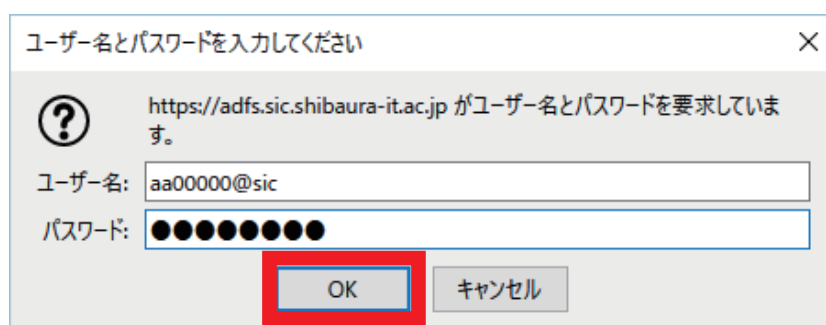 ユーザー名とパスワードを入力してください
https://adfs.sic.shibaura-it.ac.jp がユーザー名とパスワードを要求していま
す。
ユーザー名: aa00000@sic
パスワード: ●●●●●●●●
OK キャンセル